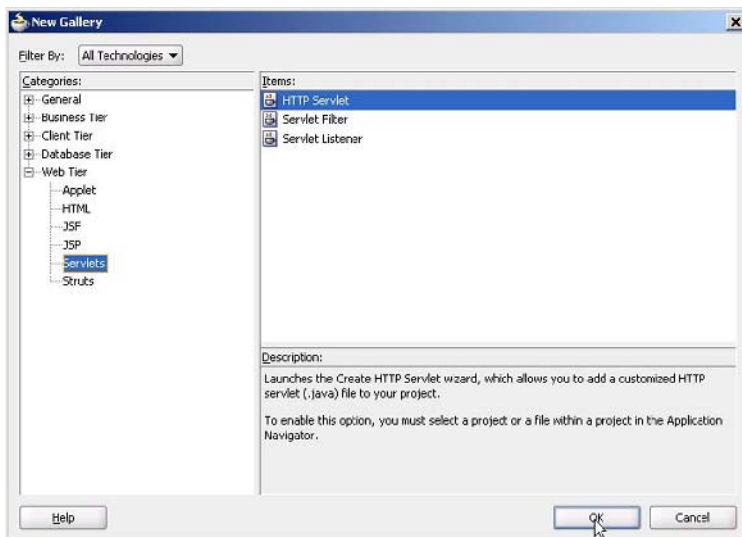 New Gallery
Filter By: All Technologies
Categories:
General
Business Tier
Client Tier
Database Tier
Web Tier
Applet
HTML
JSF
JSP
Servlets
Struts
Items:
HTTP Servlet
Servlet Filter
Servlet Listener
Description:
Launches the Create HTTP Servlet wizard, which allows you to add a customized HTTP
servlet (.java) file to your project.
To enable this option, you must select a project or a file within a project in the Application
Navigator.
Help
OK
Cancel